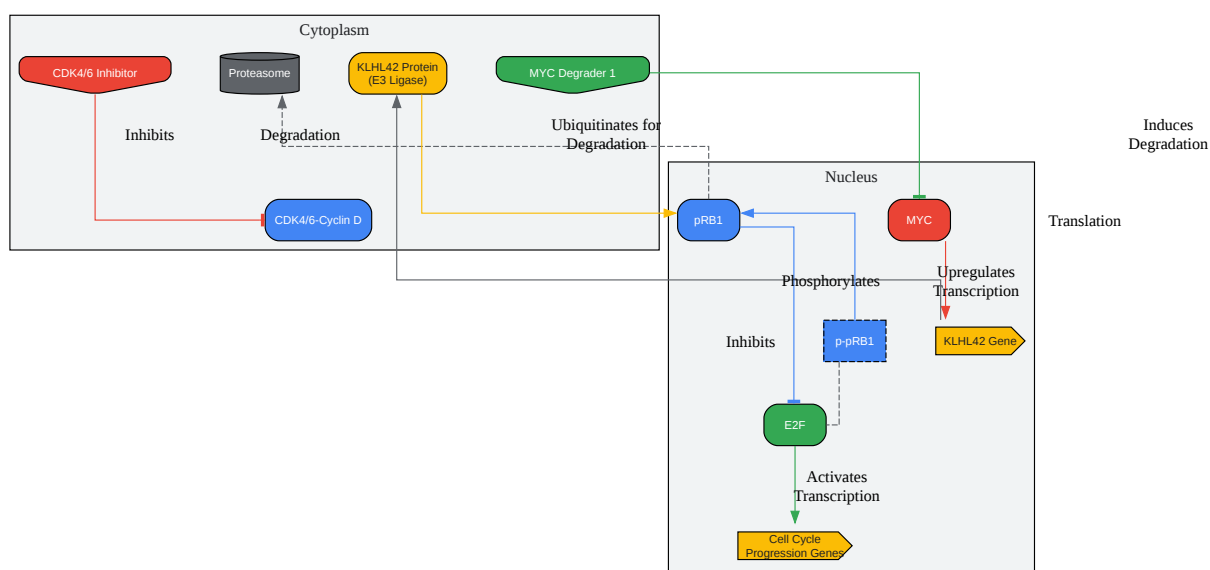 Cytoplasm
CDK4/6 Inhibitor
Proteasome
KLHL42 Protein
(E3 Ligase)
MYC Degrader 1
Inhibits
Degradation
Ubiquitinates for
Degradation
Induces
Degradation
Nucleus
CDK4/6-Cyclin D
pRB1
MYC
Translation
Phosphorylates
Upregulates
Transcription
Inhibits
p-pRB1
KLHL42 Gene
E2F
Activates
Transcription
Cell Cycle
Progression Genes